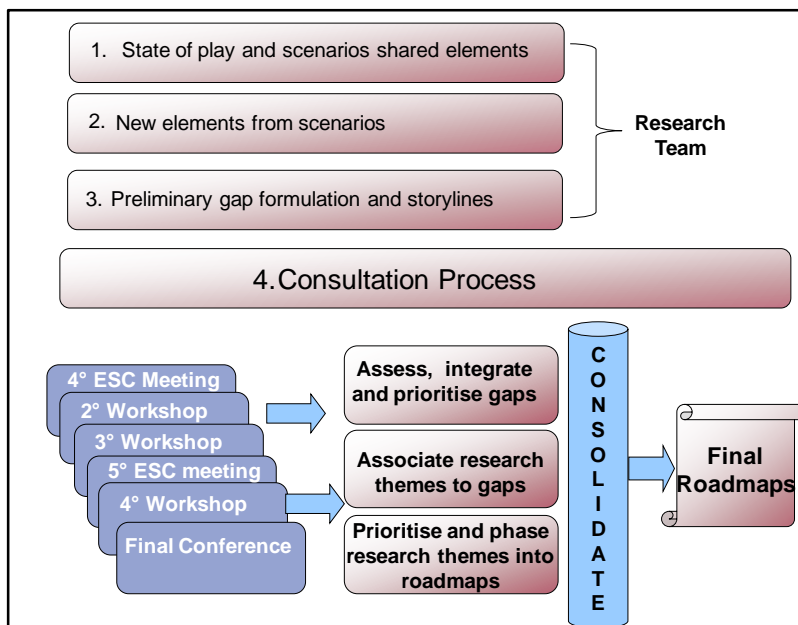 1. State of play and scenarios shared elements
2. New elements from scenarios
3. Preliminary gap formulation and storylines
Research
Team
4.Consultation Process
4° ESC Meeting
2° Workshop
3° Workshop
5° ESC meeting
4° Workshop
Final Conference
Assess, integrate
and prioritise gaps
Associate research
themes to gaps
Prioritise and phase
research themes into
roadmaps
C
O
N
S
O
L
I
D
A
T
E
Final
Roadmaps